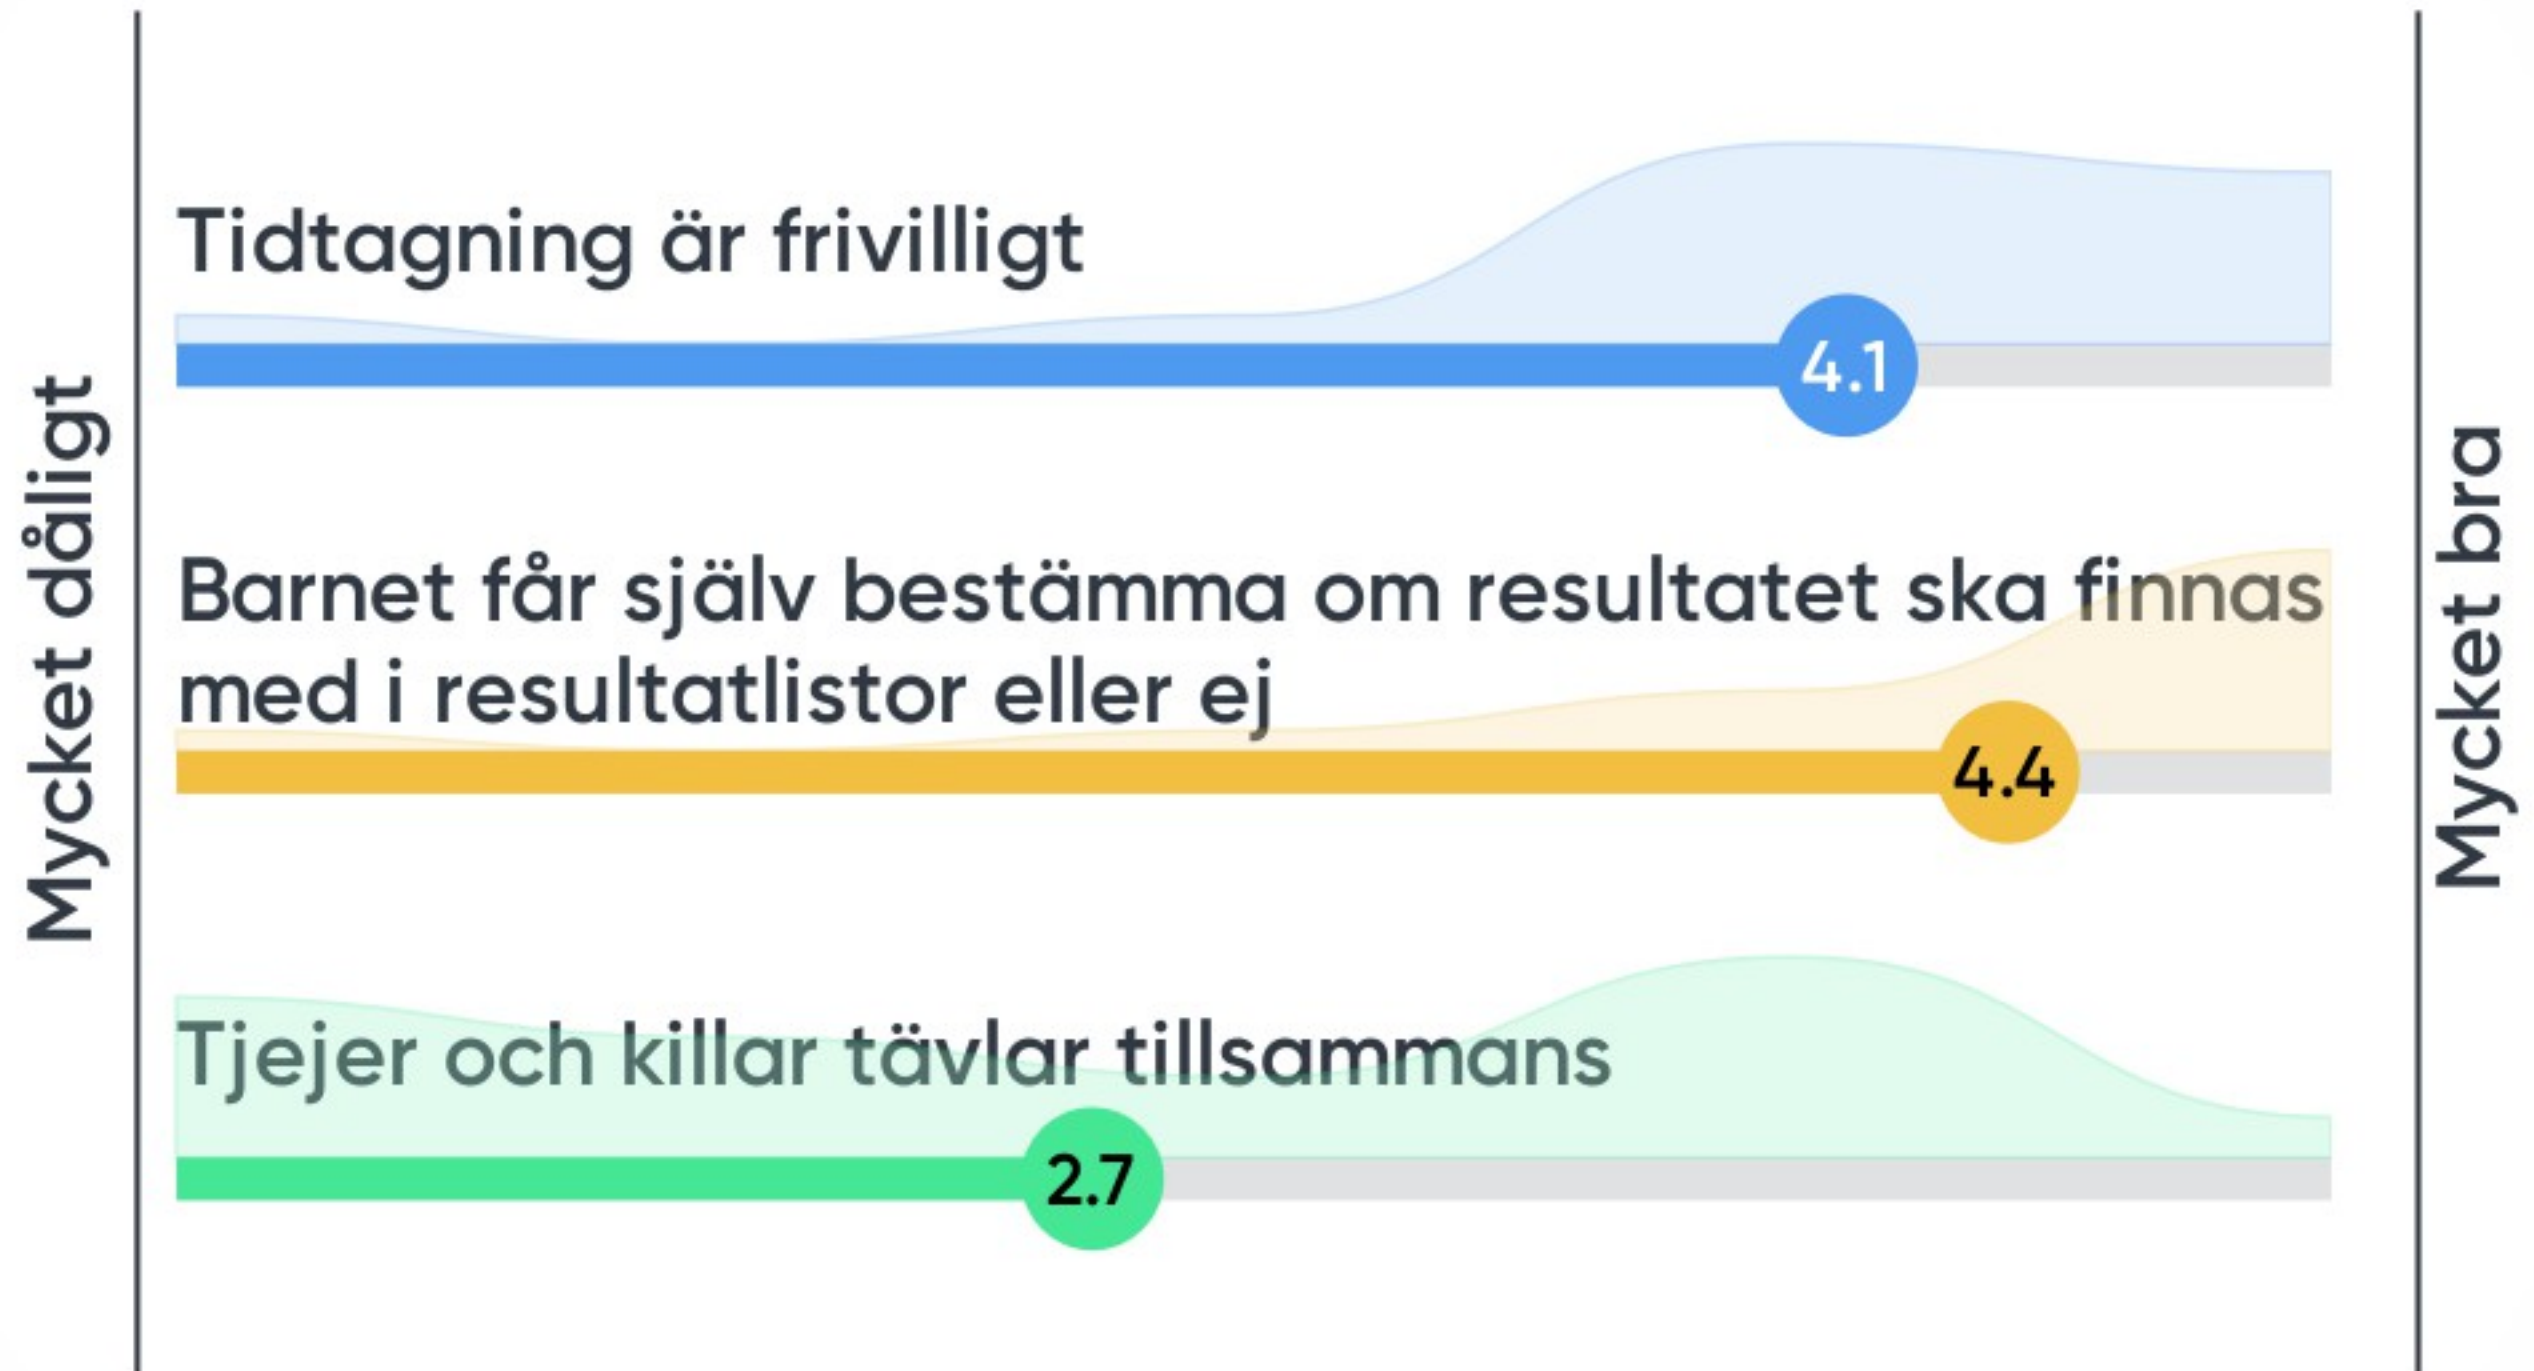 Mycket dåligt
Tidtagning är frivilligt
4.1
Barnet får själv bestämma om resultatet ska finnas
med i resultatlistor eller ej
4.4
Tjejer och killar tävlar tillsammans
2.7
Mycket bra